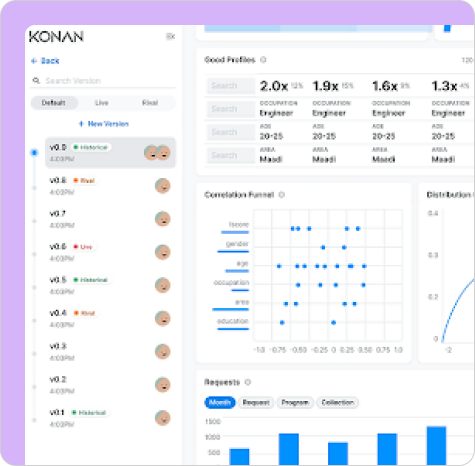 KONAN
Back
Search Version
Default Live Rival
+ New Version
v0.9 Historical
4:03PM
v0.8 Rival
4:03PM
v0.7
4:03PM
v0.6 Live
4:03PM
v0.5 Historical
4:03PM
v0.4 Rival
4:03PM
v0.3
4:03PM
v0.2
4:03PM
v0.1 Historical
4:03PM
Good Profiles
120
Search 2.0x 12% 1.9x 15% 1.6x 9% 1.3x 4%
Search OCCUPATION OCCUPATION OCCUPATION OCCUPATION
Engineer Engineer Engineer Engineer
Search AGE AGE AGE AGE
20-25 20-25 20-25 20-25
Search AREA AREA AREA AREA
Maadi Maadi Maadi Maadi
Correlation Funnel
gender
age
occupation
area
education
-1.0 -0.75 -0.50 -0.25 0 0.25 0.50 0.75 1.0
Distribution
0.4
0.3
0.2
0
-2
Requests
Month Request Program Collection
1500
1000
500